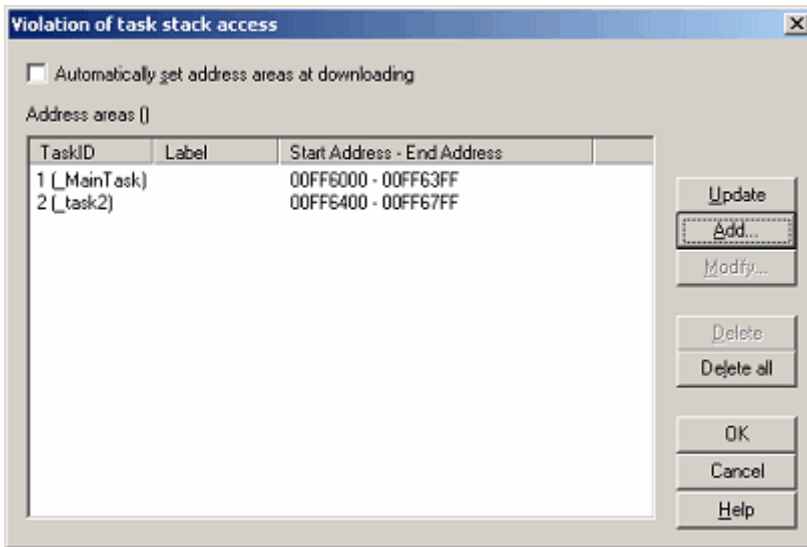 Violation of task stack access
Automatically set address areas at downloading
Address areas ()
TaskID Label Start Address - End Address
1 (_MainTask) 00FF6000 - 00FF63FF
2 (_task2) 00FF6400 - 00FF67FF
Update
Add...
Modfy...
Delete
Delete all
OK
Cancel
Help